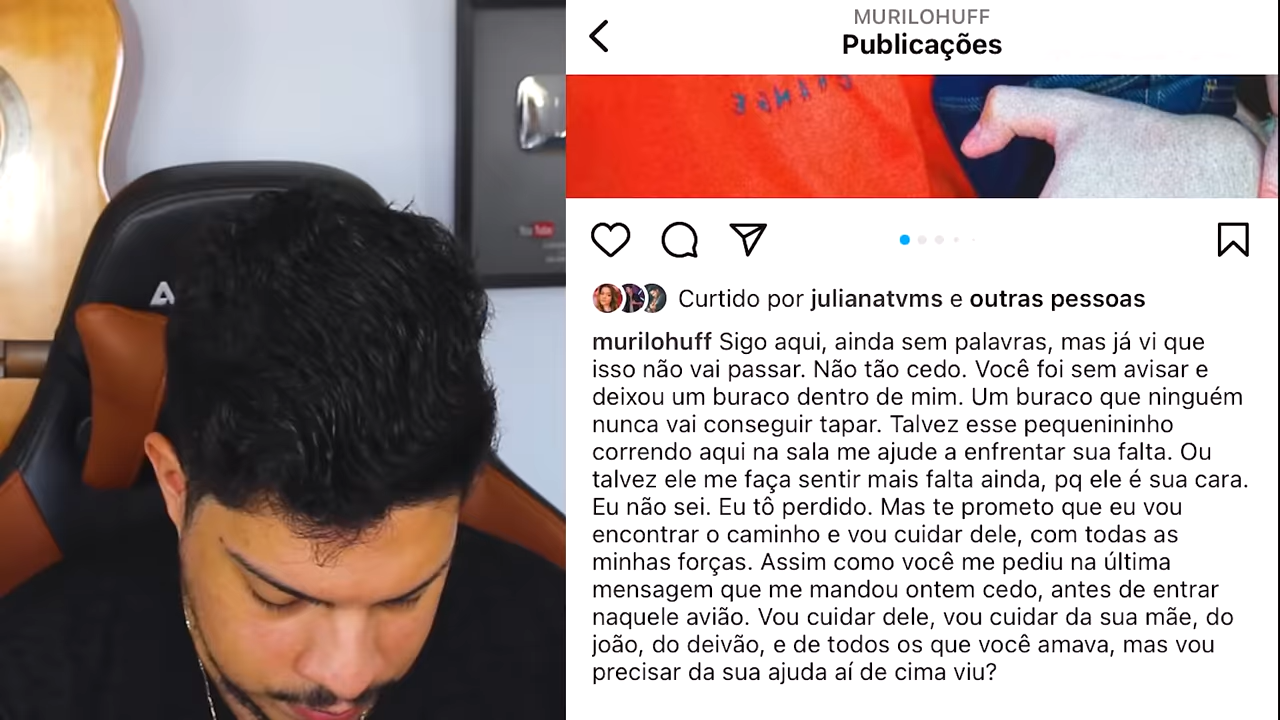 MURILOHUFF
Publicações
CHANGE
YouTube
Curtido por julianatvms e outras pessoas
murilohuff Sigo aqui, ainda sem palavras, mas já vi que
isso não vai passar. Não tão cedo. Você foi sem avisar e
deixou um buraco dentro de mim. Um buraco que ninguém
nunca vai conseguir tapar. Talvez esse pequenininho
correndo aqui na sala me ajude a enfrentar sua falta. Ou
talvez ele me faça sentir mais falta ainda, pq ele é sua cara.
Eu não sei. Eu tô perdido. Mas te prometo que eu vou
encontrar o caminho e vou cuidar dele, com todas as
minhas forças. Assim como você me pediu na última
mensagem que me mandou ontem cedo, antes de entrar
naquele avião. Vou cuidar dele, vou cuidar da sua mãe, do
joão, do deivão, e de todos os que você amava, mas vou
precisar da sua ajuda aí de cima viu?